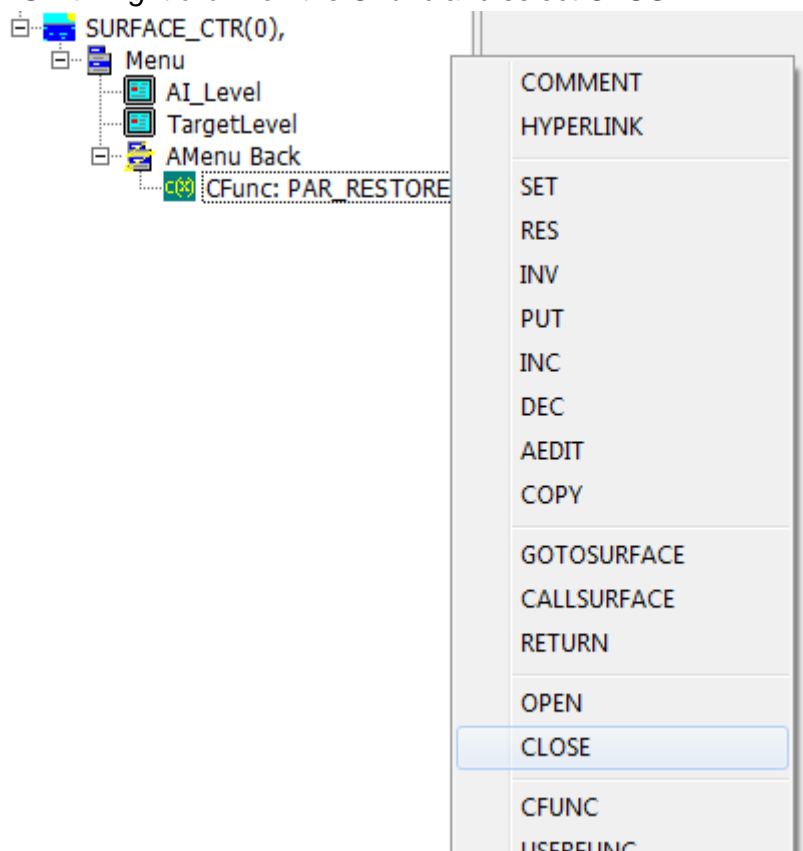 SURFACE_CTR(0),
Menu
AI_Level
TargetLevel
AMenu Back
CFunc: PAR_RESTORE
COMMENT
HYPERLINK
SET
RES
INV
PUT
INC
DEC
AEDIT
COPY
GOTOSURFACE
CALLSURFACE
RETURN
OPEN
CLOSE
CFUNC
USERFUNC